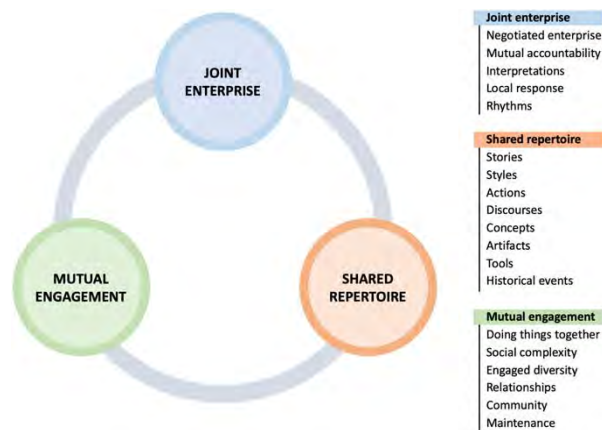 JOINT
ENTERPRISE
MUTUAL
ENGAGEMENT
SHARED
REPERTOIRE
Joint enterprise
Negotiated enterprise
Mutual accountability
Interpretations
Local response
Rhythms
Shared repertoire
Stories
Styles
Actions
Discourses
Concepts
Artifacts
Tools
Historical events
Mutual engagement
Doing things together
Social complexity
Engaged diversity
Relationships
Community
Maintenance